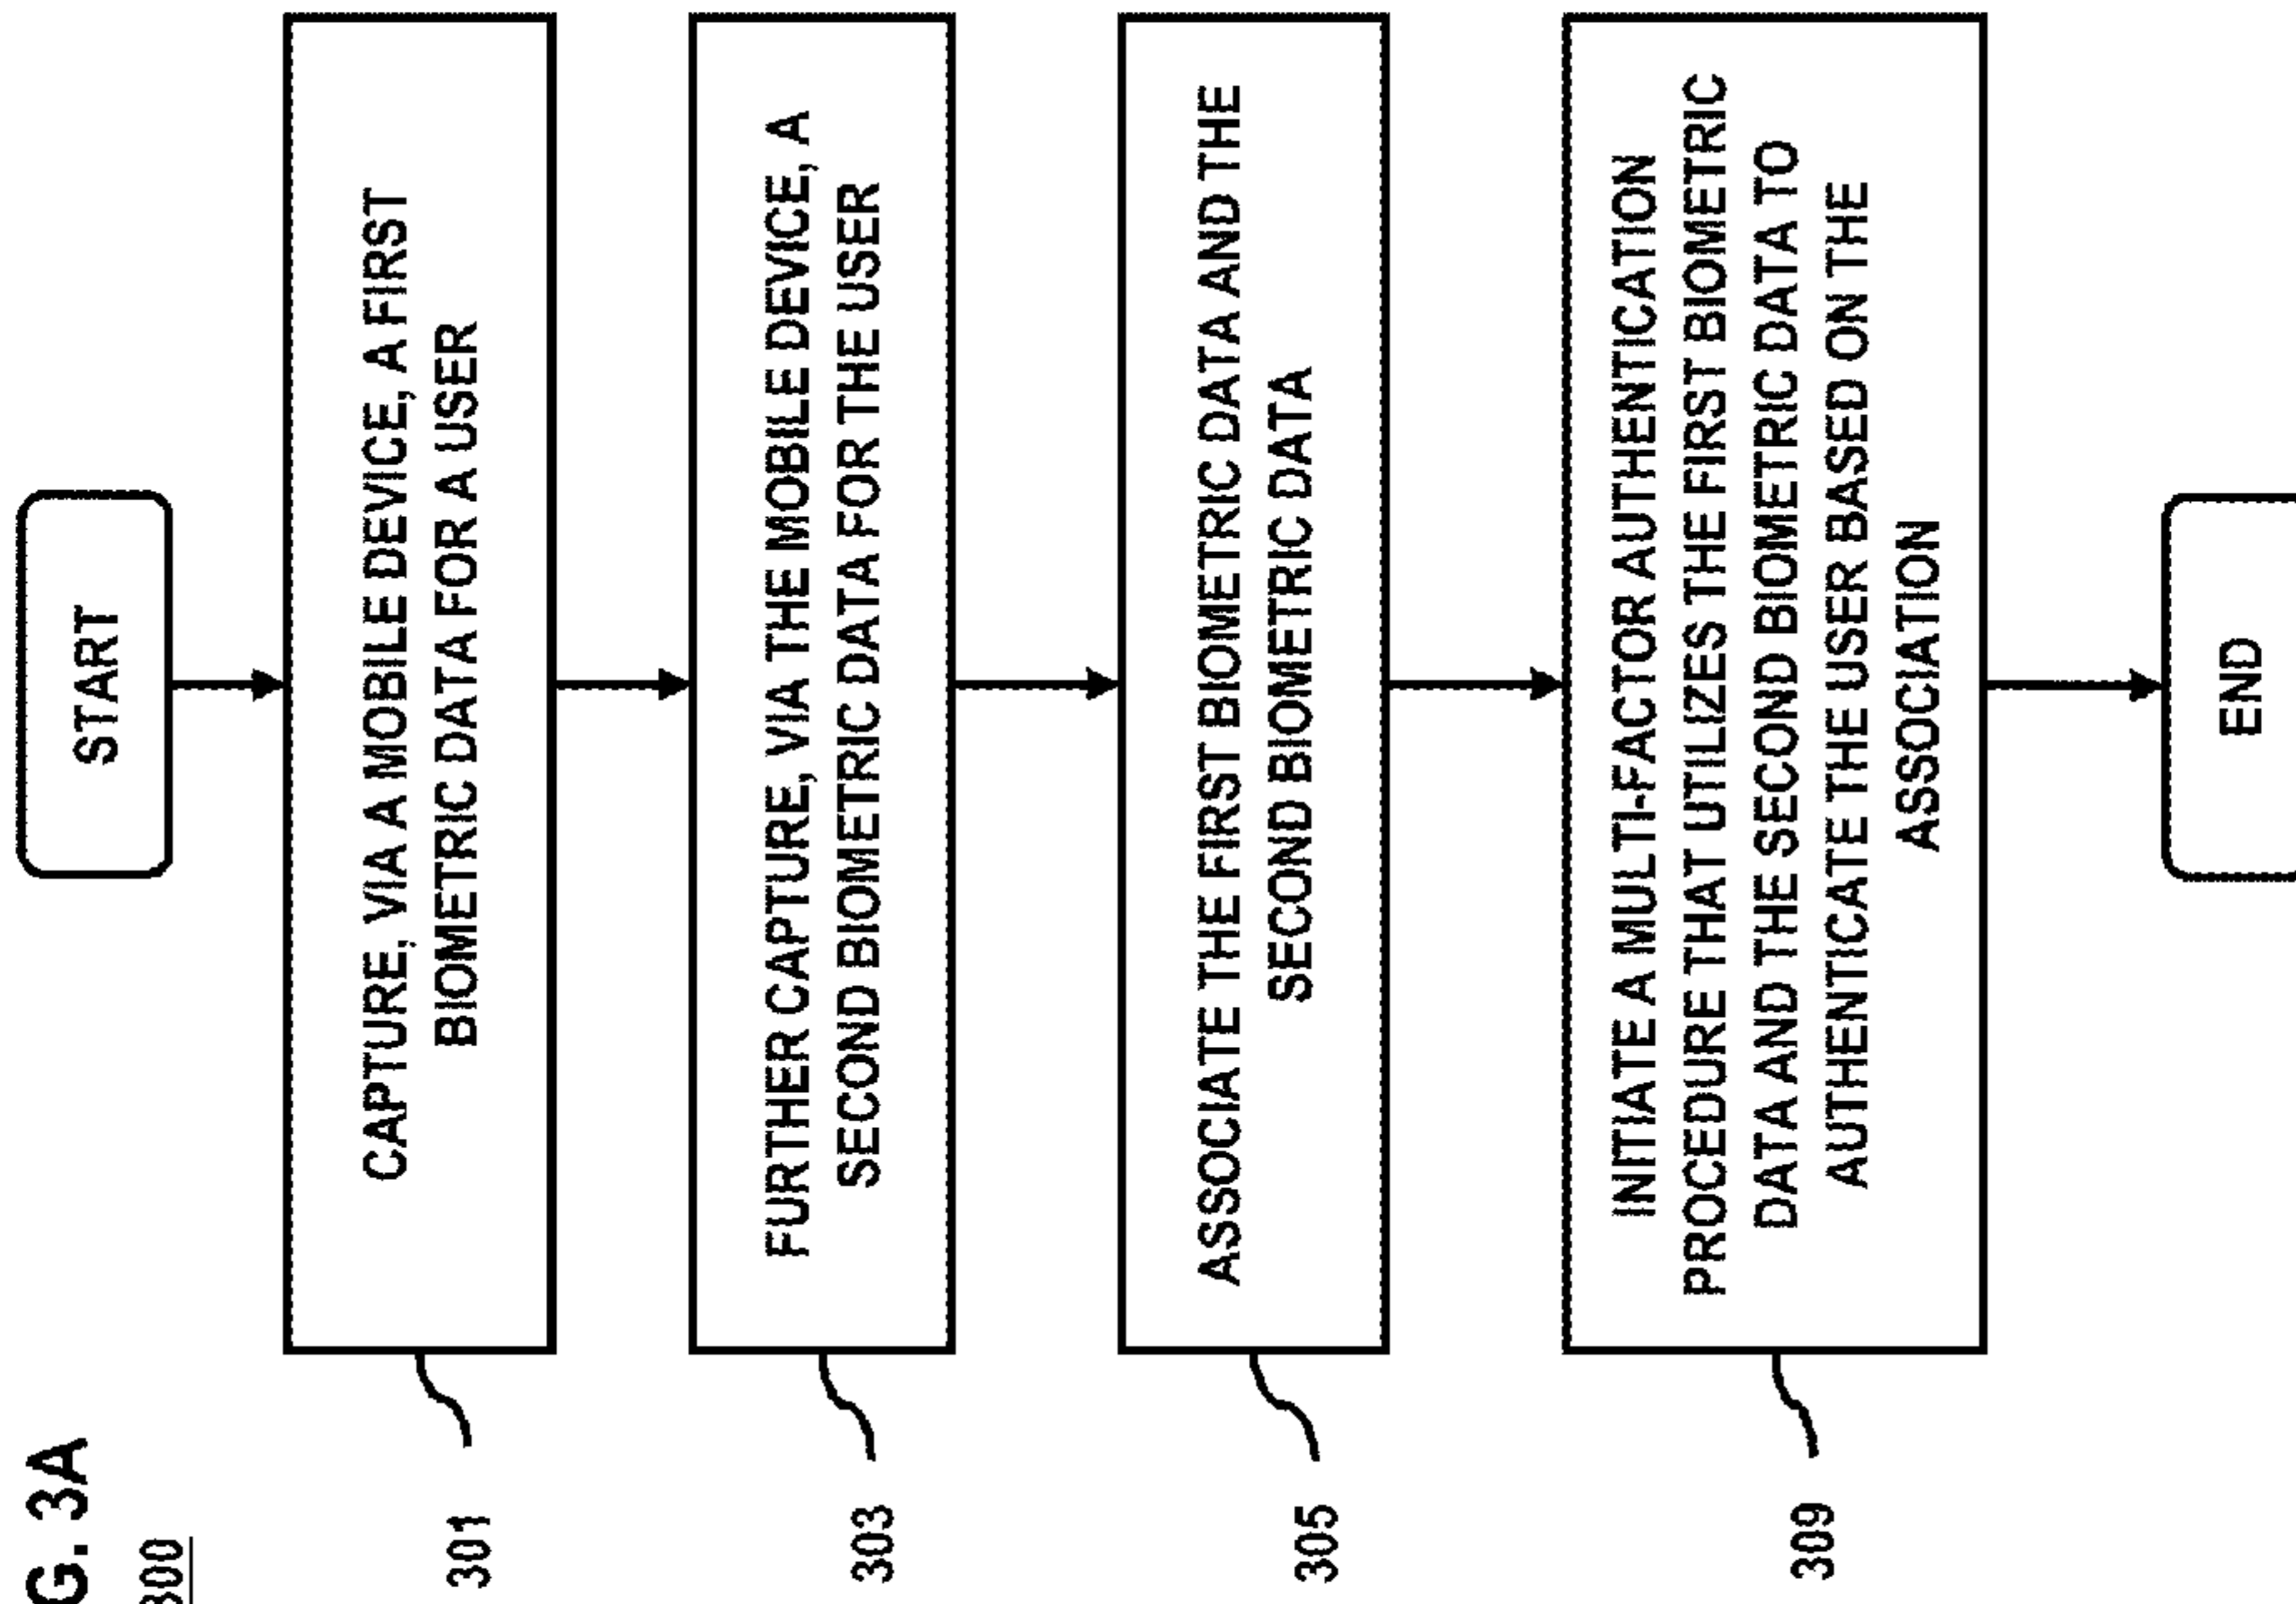 G. 3A
300
START
CAPTURE, VIA A MOBILE DEVICE, A FIRST
BIOMETRIC DATA FOR A USER
301
FURTHER CAPTURE, VIA THE MOBILE DEVICE, A
SECOND BIOMETRIC DATA FOR THE USER
303
ASSOCIATE THE FIRST BIOMETRIC DATA AND THE
SECOND BIOMETRIC DATA
305
INITIATE A MULTI-FACTOR AUTHENTICATION
PROCEDURE THAT UTILIZES THE FIRST BIOMETRIC
DATA AND THE SECOND BIOMETRIC DATA TO
AUTHENTICATE THE USER BASED ON THE
ASSOCIATION
309
END